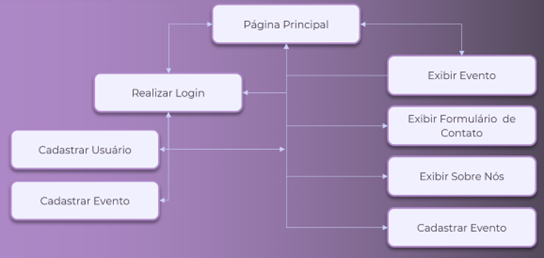 Página Principal
Exibir Evento
Realizar Login
Exibir Formulário de
Contato
Cadastrar Usuário
Exibir Sobre Nós
Cadastrar Evento
Cadastrar Evento